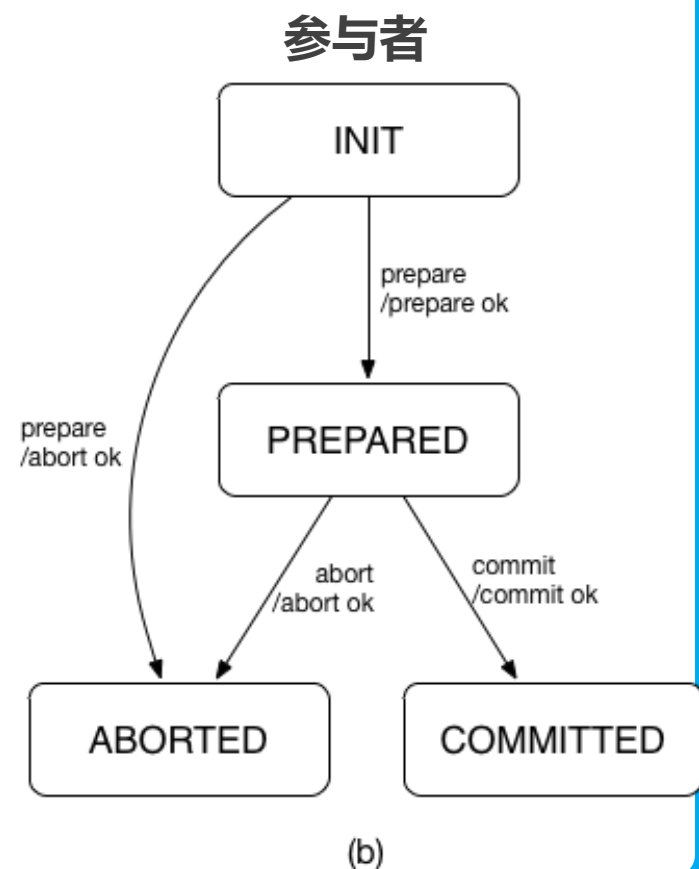 参与者
INIT
prepare
/prepare ok
prepare
/abort ok
PREPARED
abort
/abort ok
commit
/commit ok
ABORTED
COMMITTED
(b)